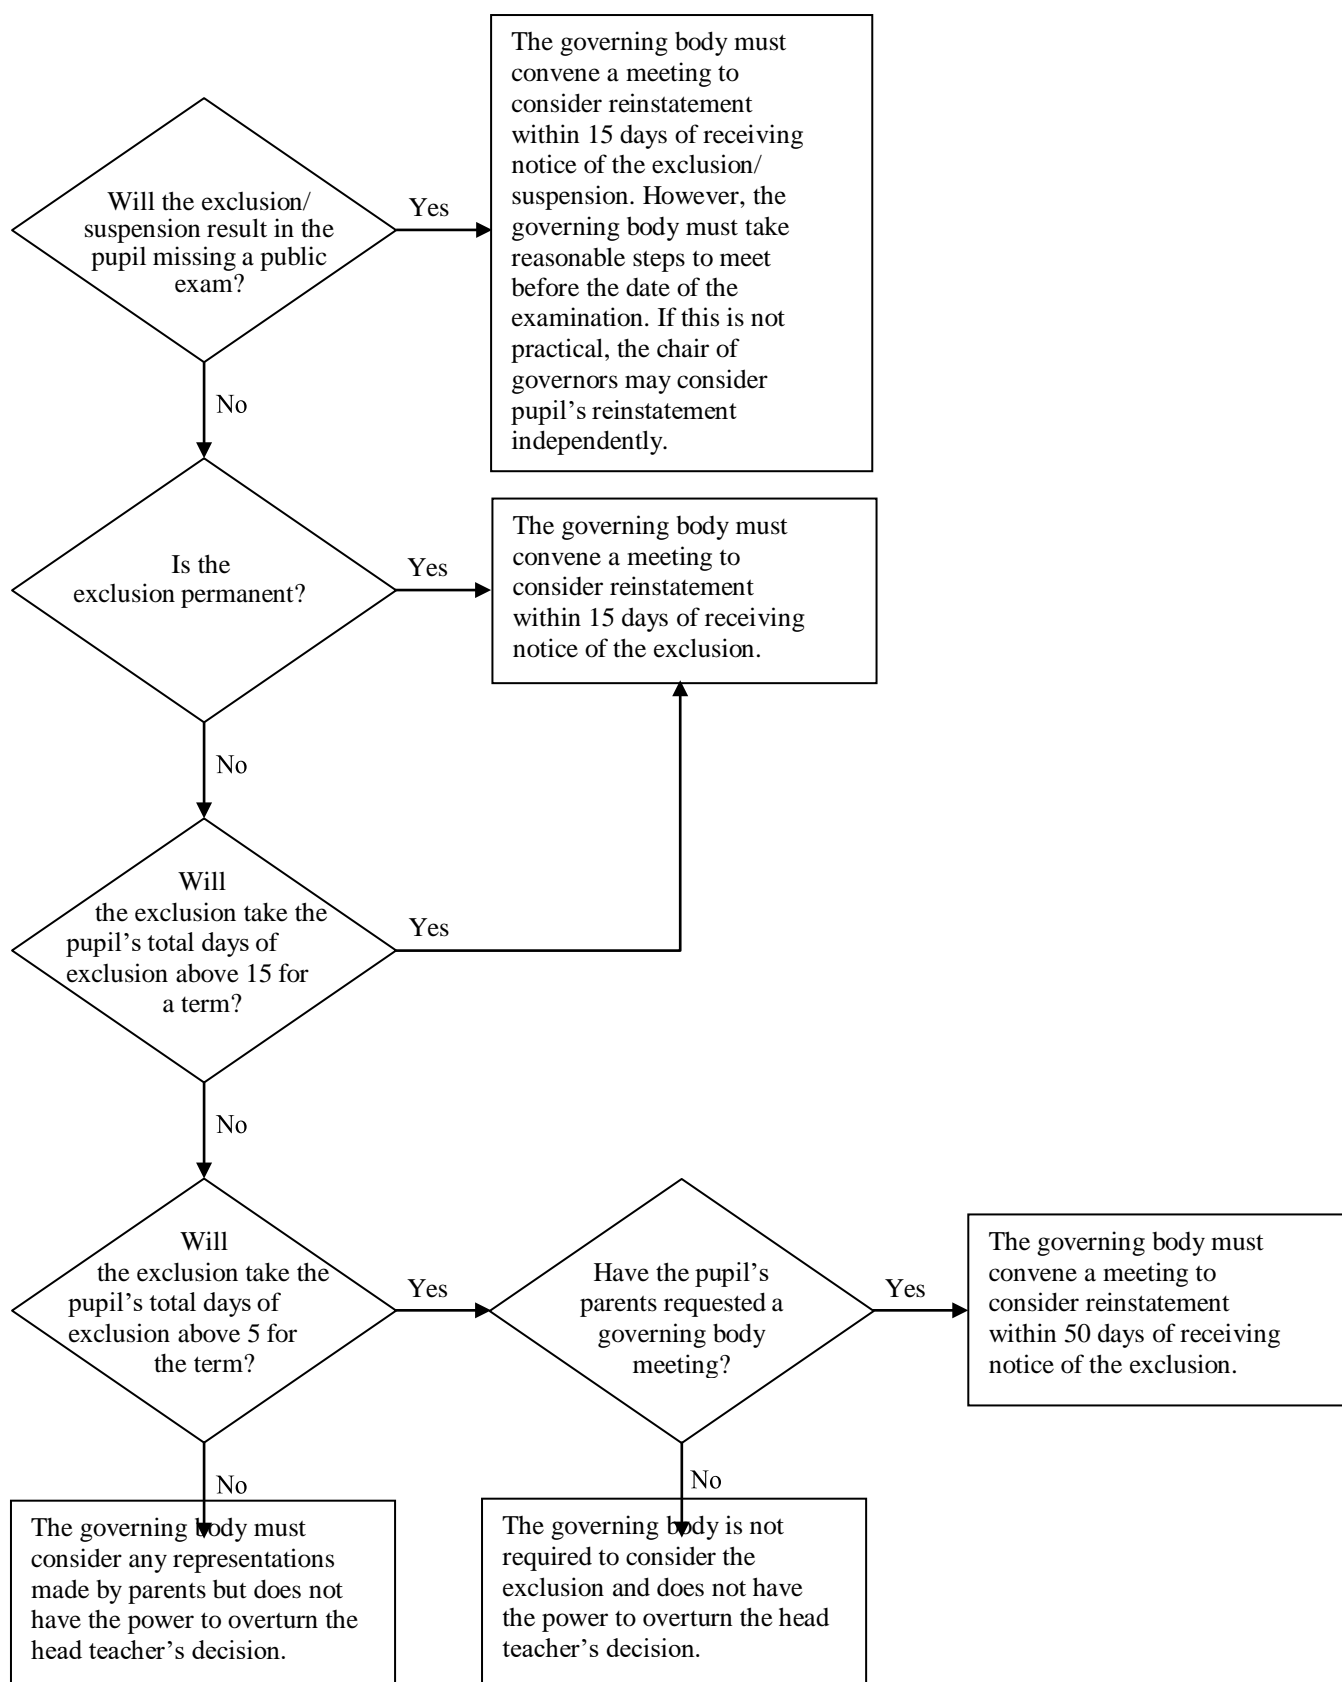 The governing body must
convene a meeting to
consider reinstatement
within 15 days of receiving
notice of the exclusion/
suspension. However, the
governing body must take
reasonable steps to meet
before the date of the
examination. If this is not
practical, the chair of
governors may consider
pupil’s reinstatement
independently.
Will the exclusion/
suspension result in the
pupil missing a public
exam?
Yes
No
Is the
exclusion permanent?
Yes
The governing body must
convene a meeting to
consider reinstatement
within 15 days of receiving
notice of the exclusion.
No
Will
the exclusion take the
pupil’s total days of
exclusion above 15 for
a term?
Yes
No
Will
the exclusion take the
pupil’s total days of
exclusion above 5 for
the term?
Yes
Have the pupil’s
parents requested a
governing body
meeting?
Yes
The governing body must
convene a meeting to
consider reinstatement
within 50 days of receiving
notice of the exclusion.
No
The governing body must
consider any representations
made by parents but does not
have the power to overturn the
head teacher’s decision.
No
The governing body is not
required to consider the
exclusion and does not have
the power to overturn the head
teacher’s decision.